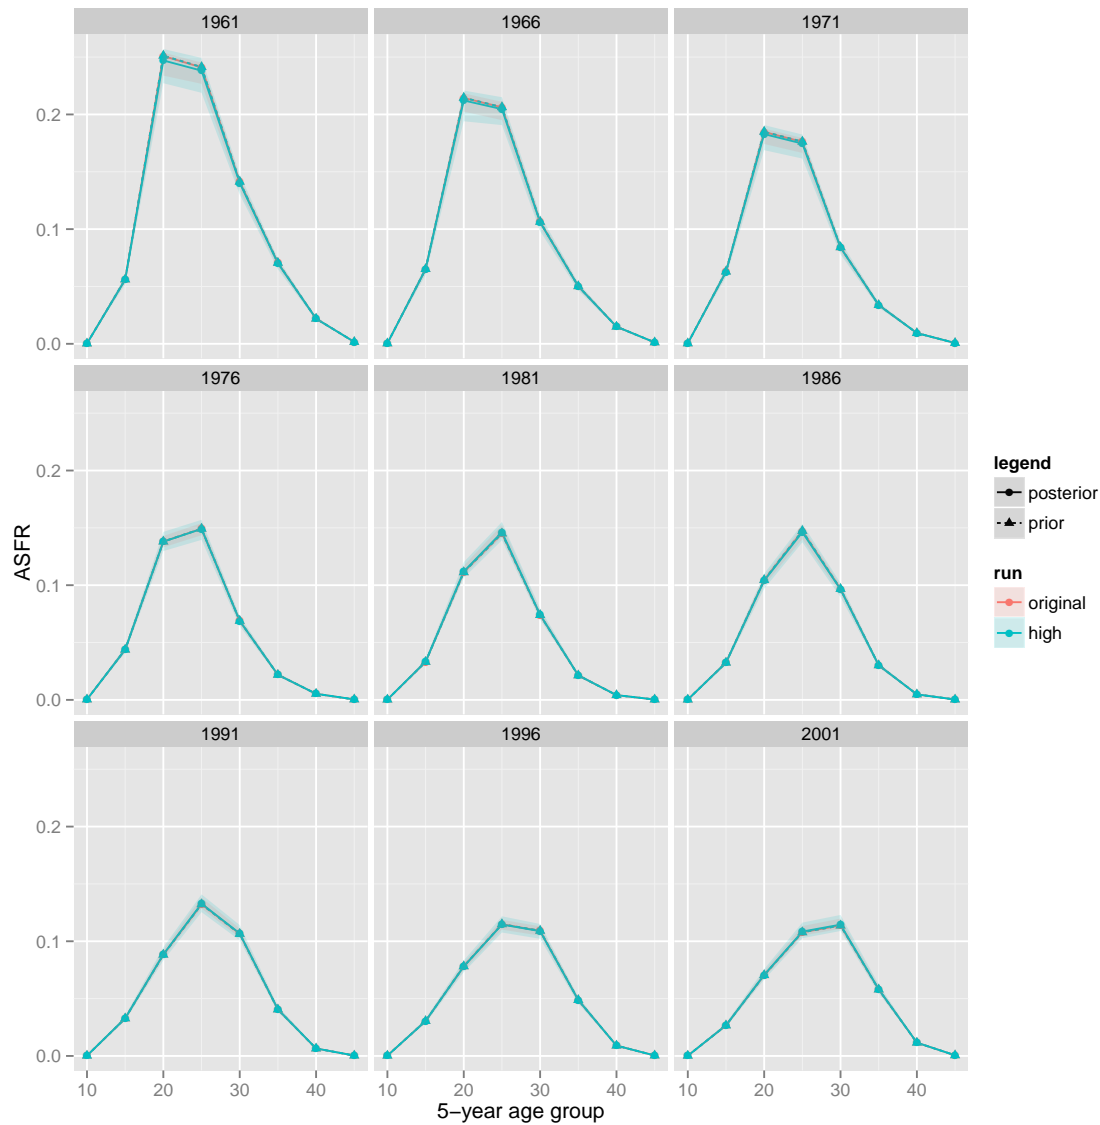 1961 1966 1971
0.2
0.1
0.0
1976 1981 1986
0.2
0.1
0.0
1991 1996 2001
0.2
0.1
0.0
10 20 30 40 10 20 30 40 10 20 30 40
5−year age group
ASFR
legend
posterior
prior
run
original
high